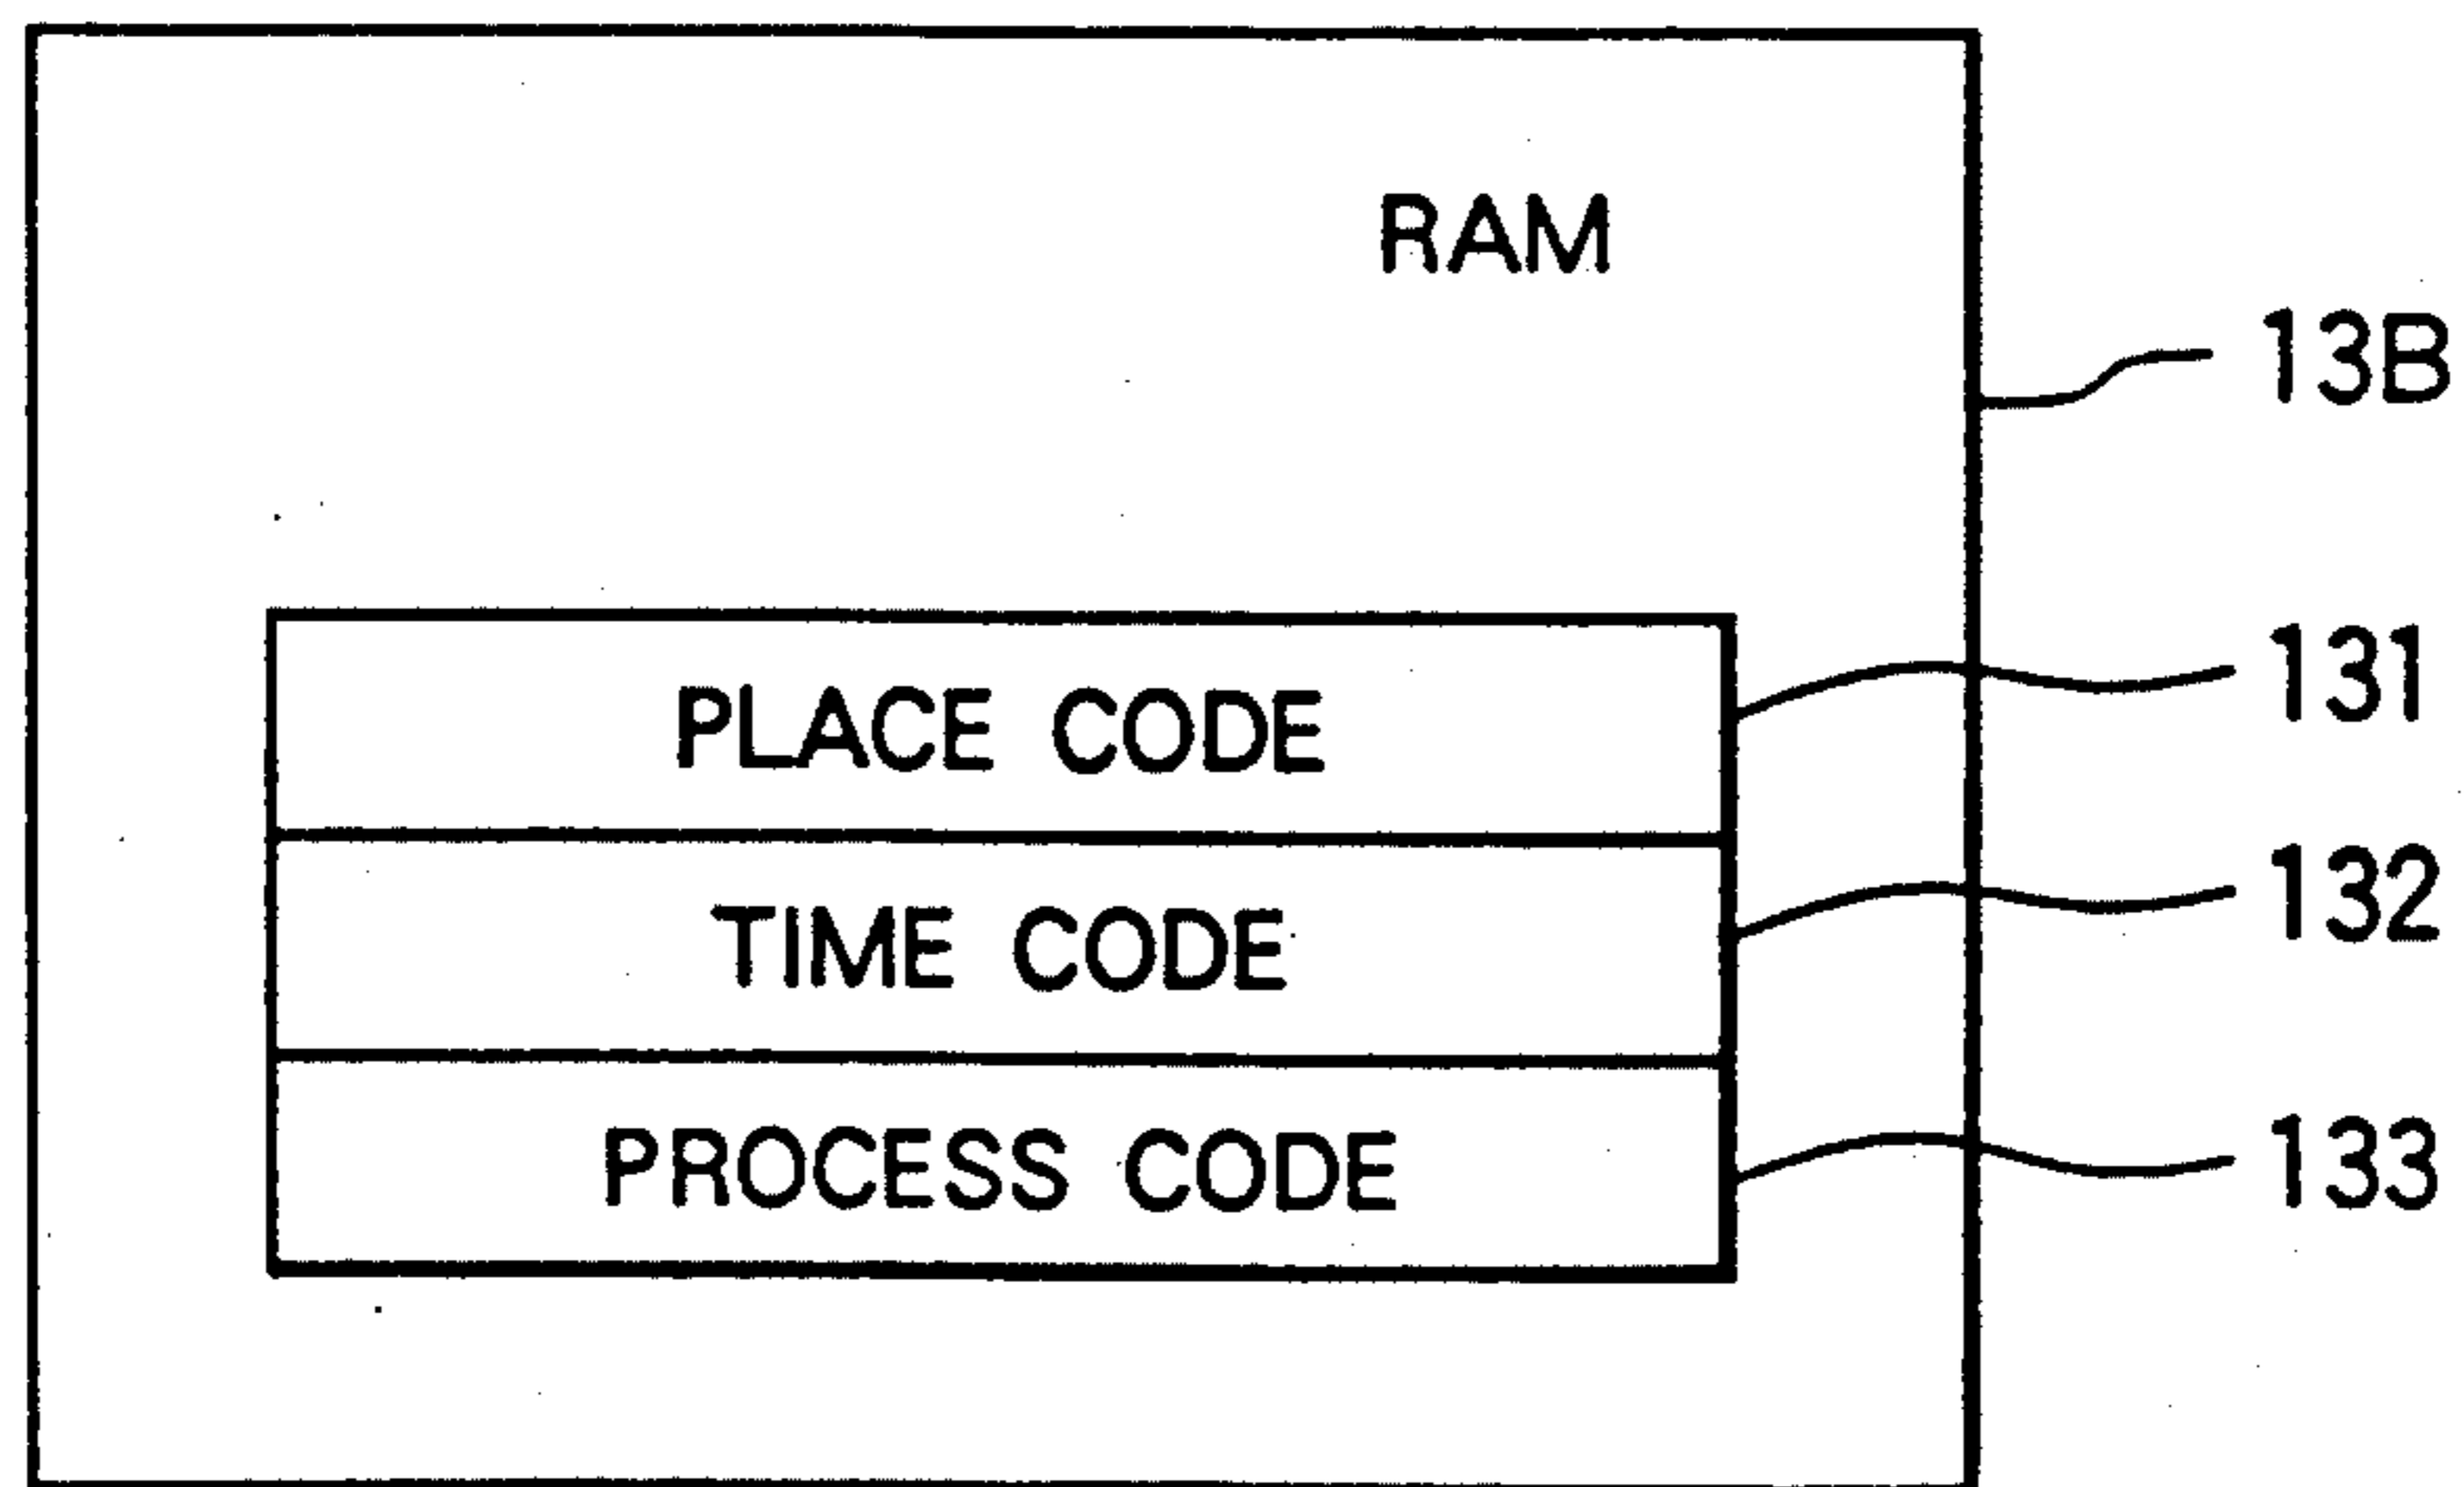 RAM
13B
PLACE CODE
131
TIME CODE
132
PROCESS CODE
133